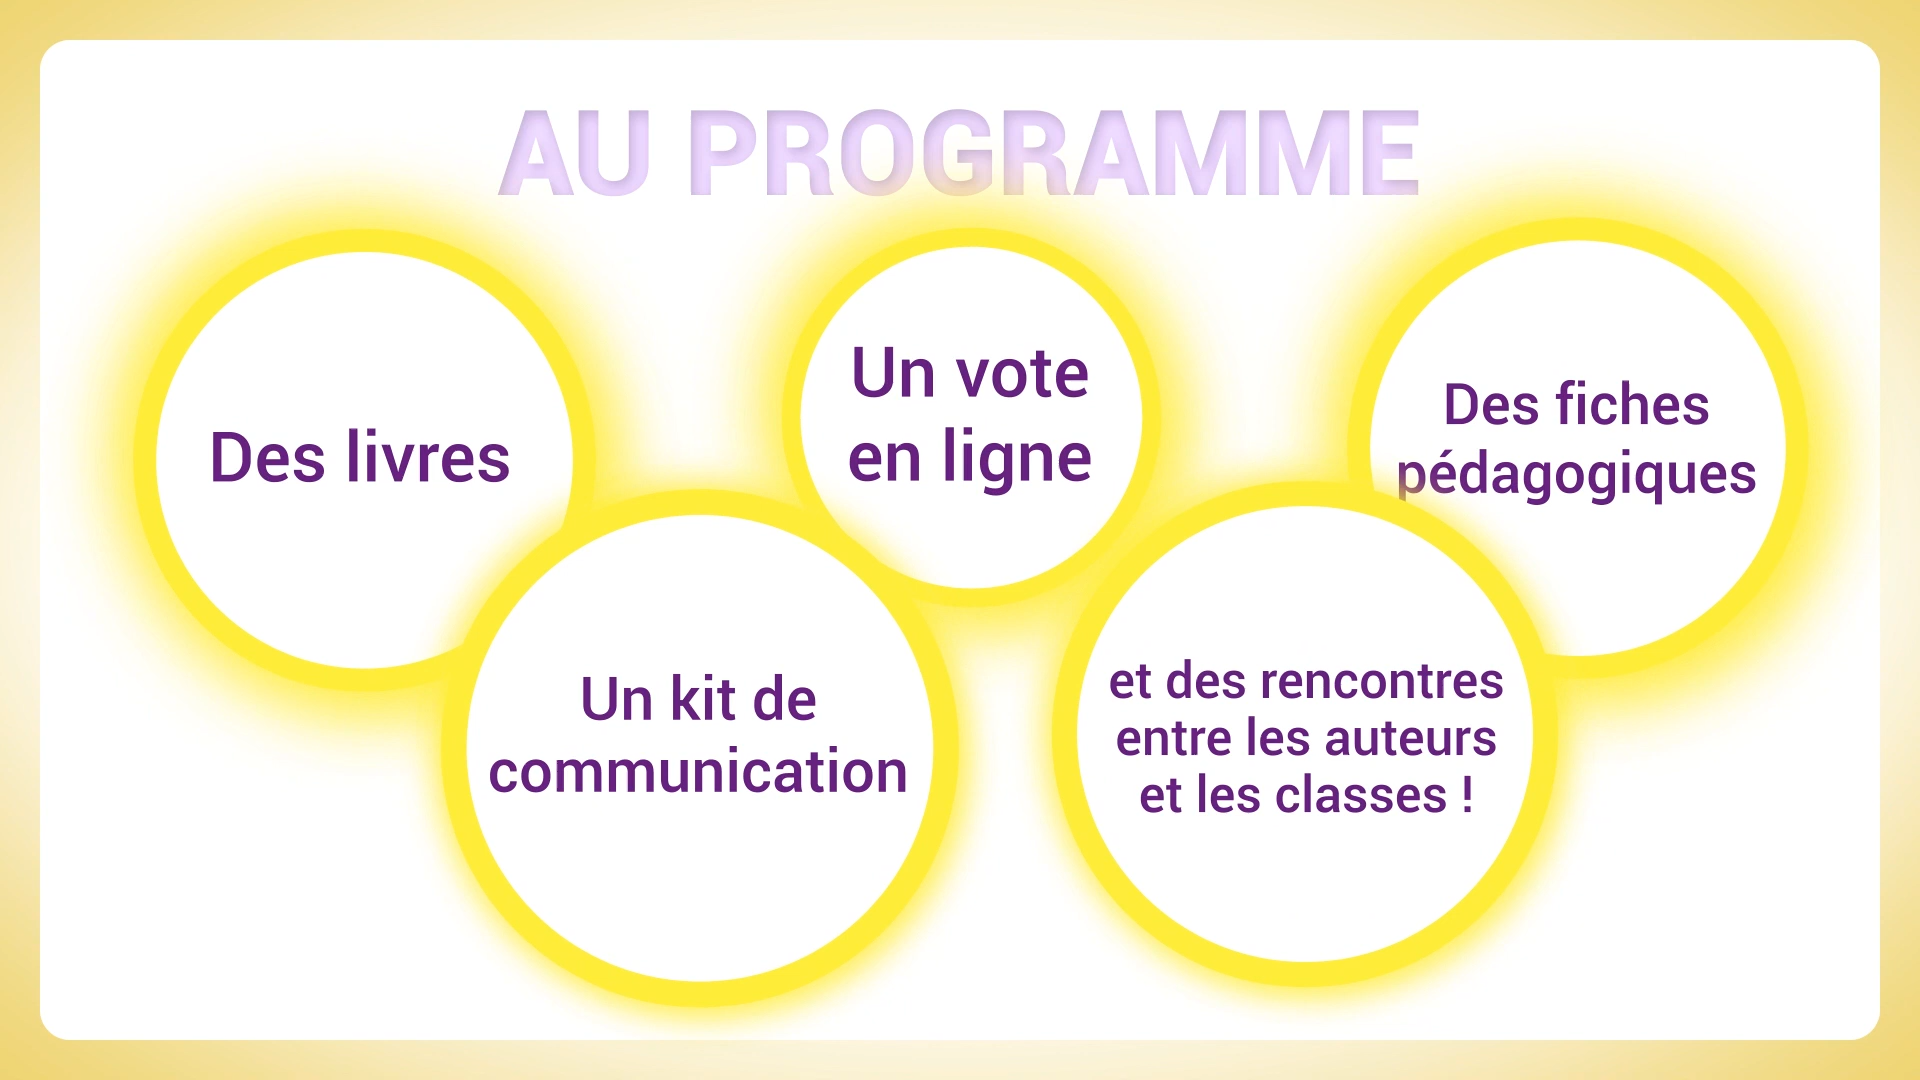 AU PROGRAMME
Des livres
Un kit de
communication
Un vote
en ligne
et des rencontres
entre les auteurs
et les classes !
Des fiches
pédagogiques